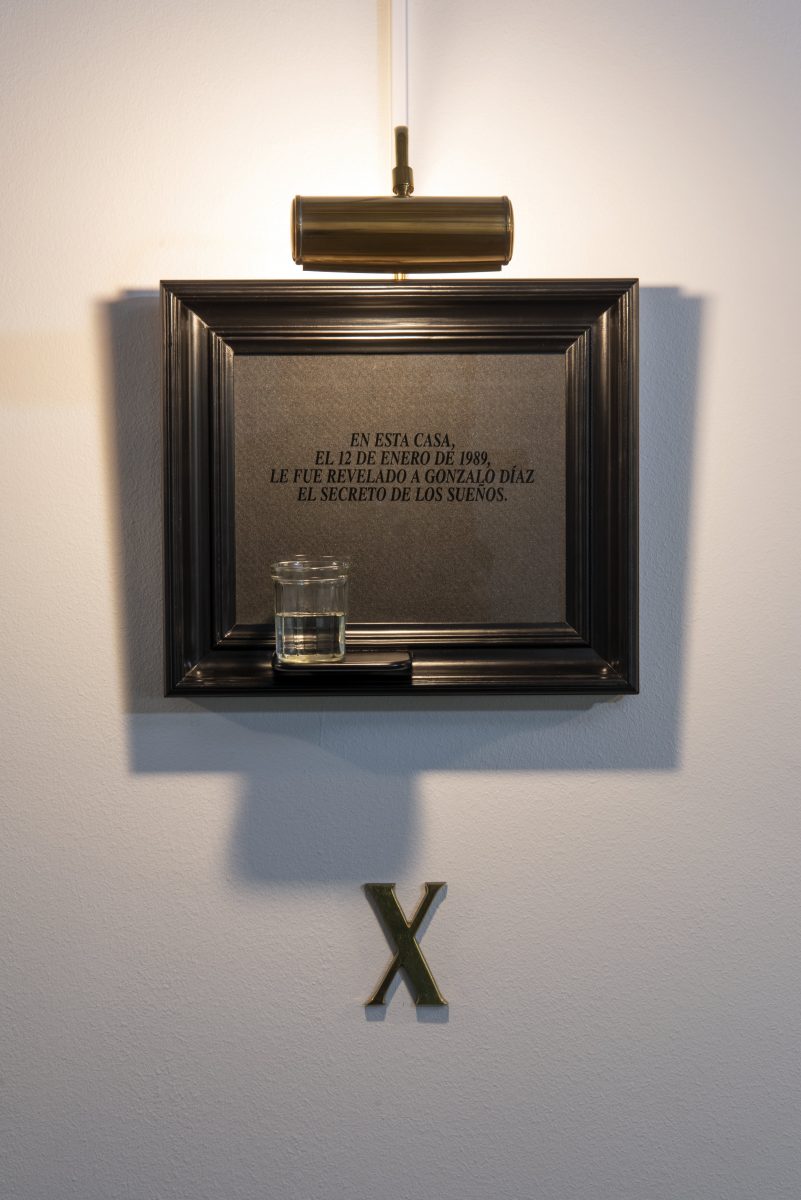 EN ESTA CASA,
EL 12 DE ENERO DE 1989,
LE FUE REVELADO A GONZALO DÍAZ
EL SECRETO DE LOS SUEÑOS.
X